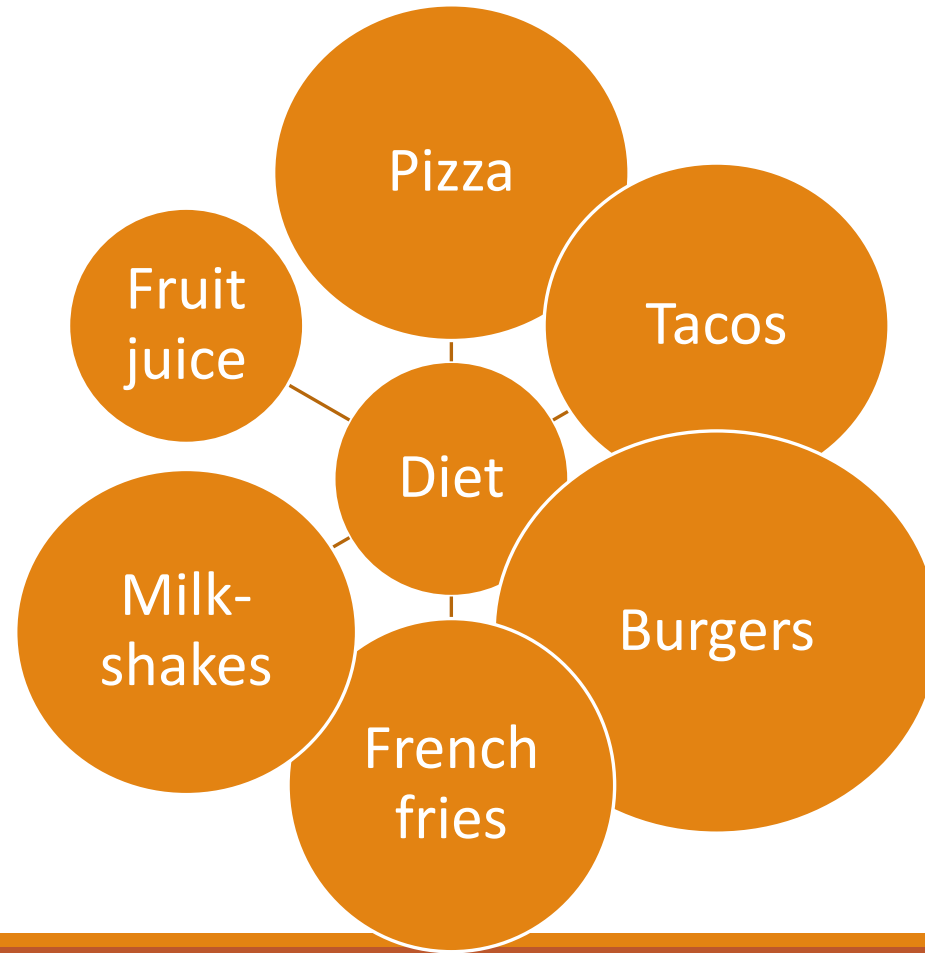 Pizza
Tacos
Burgers
French
fries
Milk-
shakes
Fruit
juice
Diet